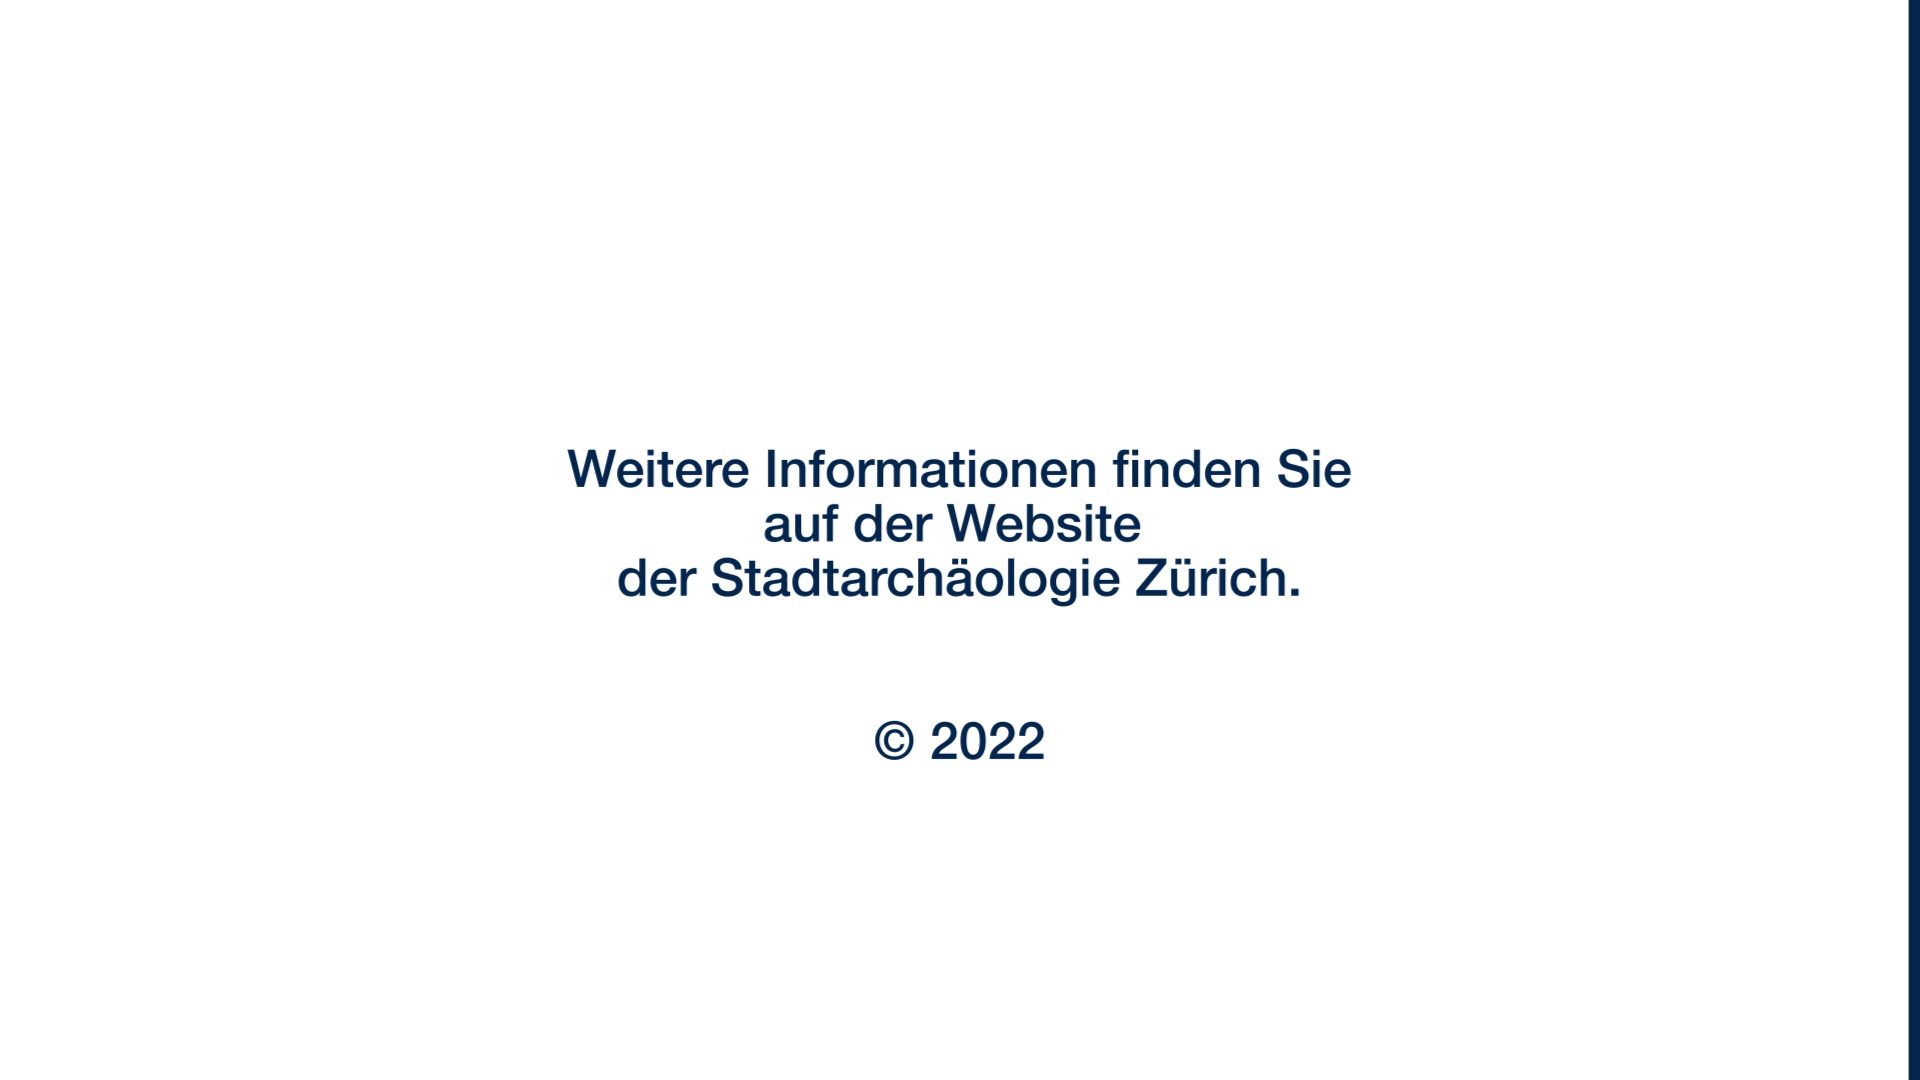 Weitere Informationen finden Sie
auf der Website
der Stadtarchäologie Zürich.
© 2022